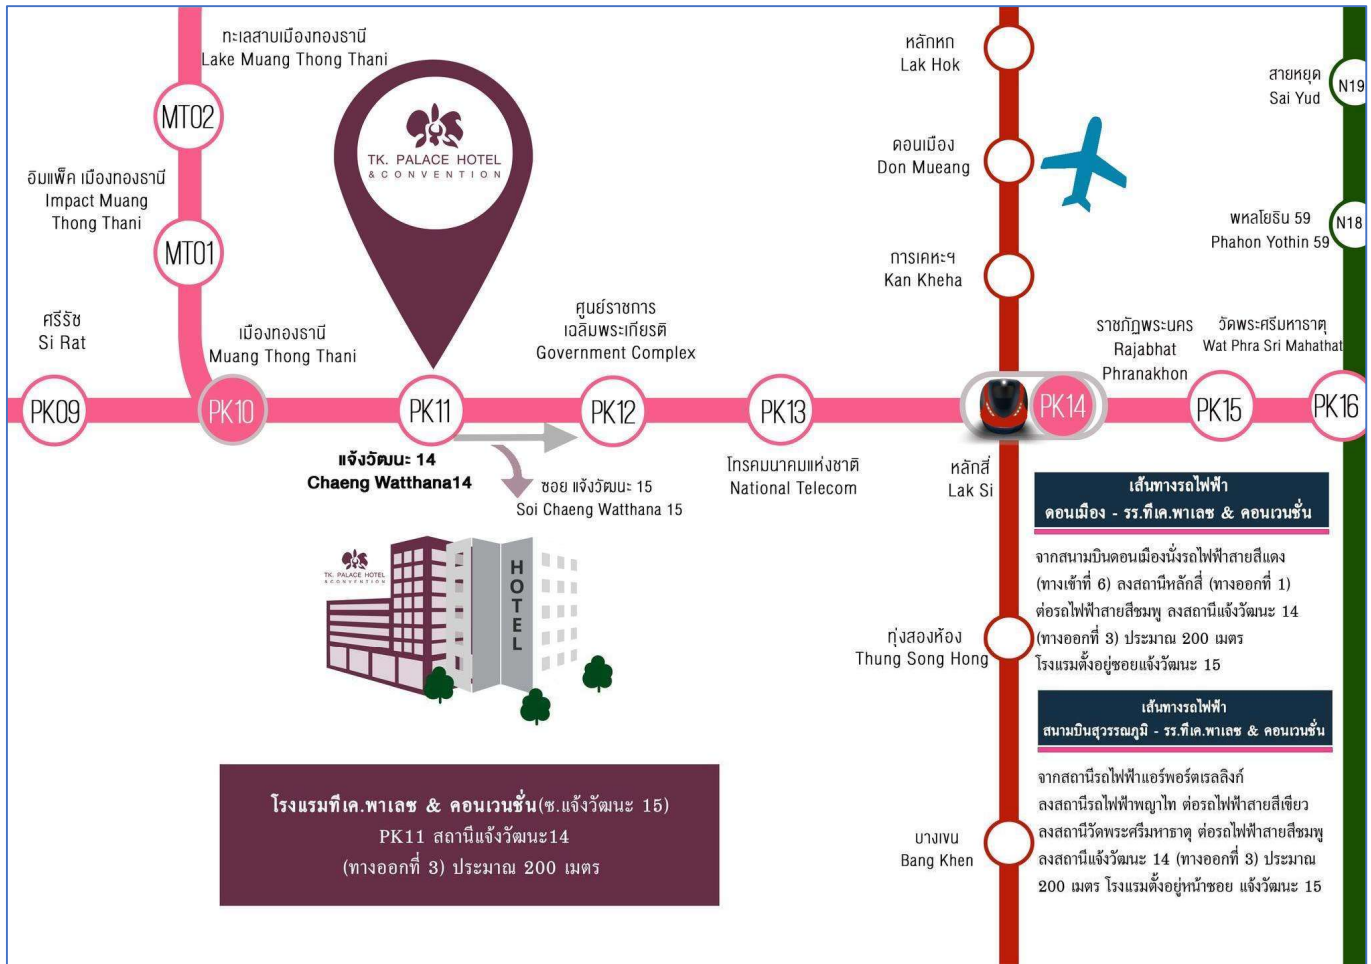 ทะเลสาบเมืองทองธานี
Lake Muang Thong Thani
MT02
อิมแพ็ค เมืองทองธานี
Impact Muang
Thong Thani
MT01
ศรีรัช
Si Rat
PK09
เมืองทองธานี
Muang Thong Thani
PK10
TK. PALACE HOTEL
& CONVENTION
PK11
แจ้งวัฒนะ 14
Chaeng Watthana14
ซอย แจ้งวัฒนะ 15
Soi Chaeng Watthana 15
ศูนย์ราชการ
เฉลิมพระเกียรติ
Government Complex
PK12
PK13
โทรคมนาคมแห่งชาติ
National Telecom
หลักหก
Lak Hok
ดอนเมือง
Don Mueang
การเคหะฯ
Kan Kheha
PK14
หลักสี่
Lak Si
ทุ่งสองห้อง
Thung Song Hong
บางเขน
Bang Khen
สายหยุด
Sai Yud
N19
พหลโยธิน 59
Phahon Yothin 59
N18
ราชภัฏพระนคร
Rajabhat
Phranakhon
PK15
วัดพระศรีมหาธาตุ
Wat Phra Sri Mahathat
PK16
TK. PALACE HOTEL
& CONVENTION
HOTEL
โรงแรมทีเค.พาเลซ & คอนเวนชั่น(ซ.แจ้งวัฒนะ 15)
PK11 สถานีแจ้งวัฒนะ14
(ทางออกที่ 3) ประมาณ 200 เมตร
เส้นทางรถไฟฟ้า
ดอนเมือง - รร.ทีเค.พาเลซ & คอนเวนชั่น
จากสนามบินดอนเมืองนั่งรถไฟฟ้าสายสีแดง
(ทางเข้าที่ 6) ลงสถานีหลักสี่ (ทางออกที่ 1)
ต่อรถไฟฟ้าสายสีชมพู ลงสถานีแจ้งวัฒนะ 14
(ทางออกที่ 3) ประมาณ 200 เมตร
โรงแรมตั้งอยู่ซอยแจ้งวัฒนะ 15
เส้นทางรถไฟฟ้า
สนามบินสุวรรณภูมิ - รร.ทีเค.พาเลซ & คอนเวนชั่น
จากสถานีรถไฟฟ้าแอร์พอร์ตเรลลิงก์
ลงสถานีรถไฟฟ้าพญาไท ต่อรถไฟฟ้าสายสีเขียว
ลงสถานีวัดพระศรีมหาธาตุ ต่อรถไฟฟ้าสายสีชมพู
ลงสถานีแจ้งวัฒนะ 14 (ทางออกที่ 3) ประมาณ
200 เมตร โรงแรมตั้งอยู่หน้าซอย แจ้งวัฒนะ 15